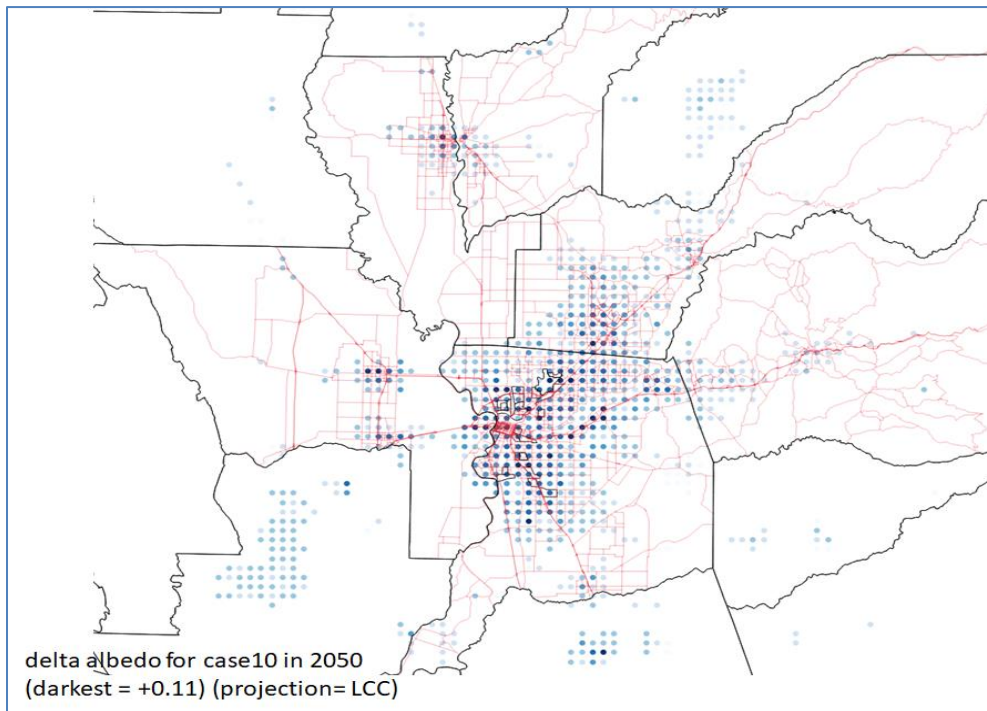 delta albedo for case10 in 2050
(darkest = +0.11) (projection= LCC)